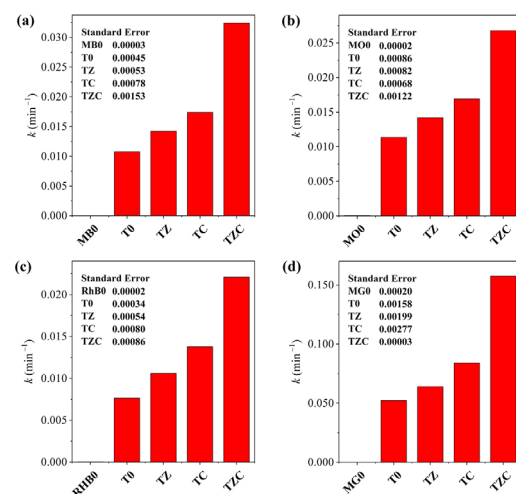 (a)
Standard Error
MB0 0.00003
T0 0.00045
TZ 0.00053
TC 0.00078
TZC 0.00153
k (min⁻¹)
0.030
0.025
0.020
0.015
0.010
0.005
0.000
MB0 T0 TZ TC TZC
(b)
Standard Error
MO0 0.00002
T0 0.00086
TZ 0.00082
TC 0.00068
TZC 0.00122
k (min⁻¹)
0.025
0.020
0.015
0.010
0.005
0.000
MO0 T0 TZ TC TZC
(c)
Standard Error
RhB0 0.00002
T0 0.00034
TZ 0.00054
TC 0.00080
TZC 0.00086
k (min⁻¹)
0.020
0.015
0.010
0.005
0.000
RHB0 T0 TZ TC TZC
(d)
Standard Error
MG0 0.00020
T0 0.00158
TZ 0.00199
TC 0.00277
TZC 0.00003
k (min⁻¹)
0.150
0.100
0.050
0.000
MG0 T0 TZ TC TZC